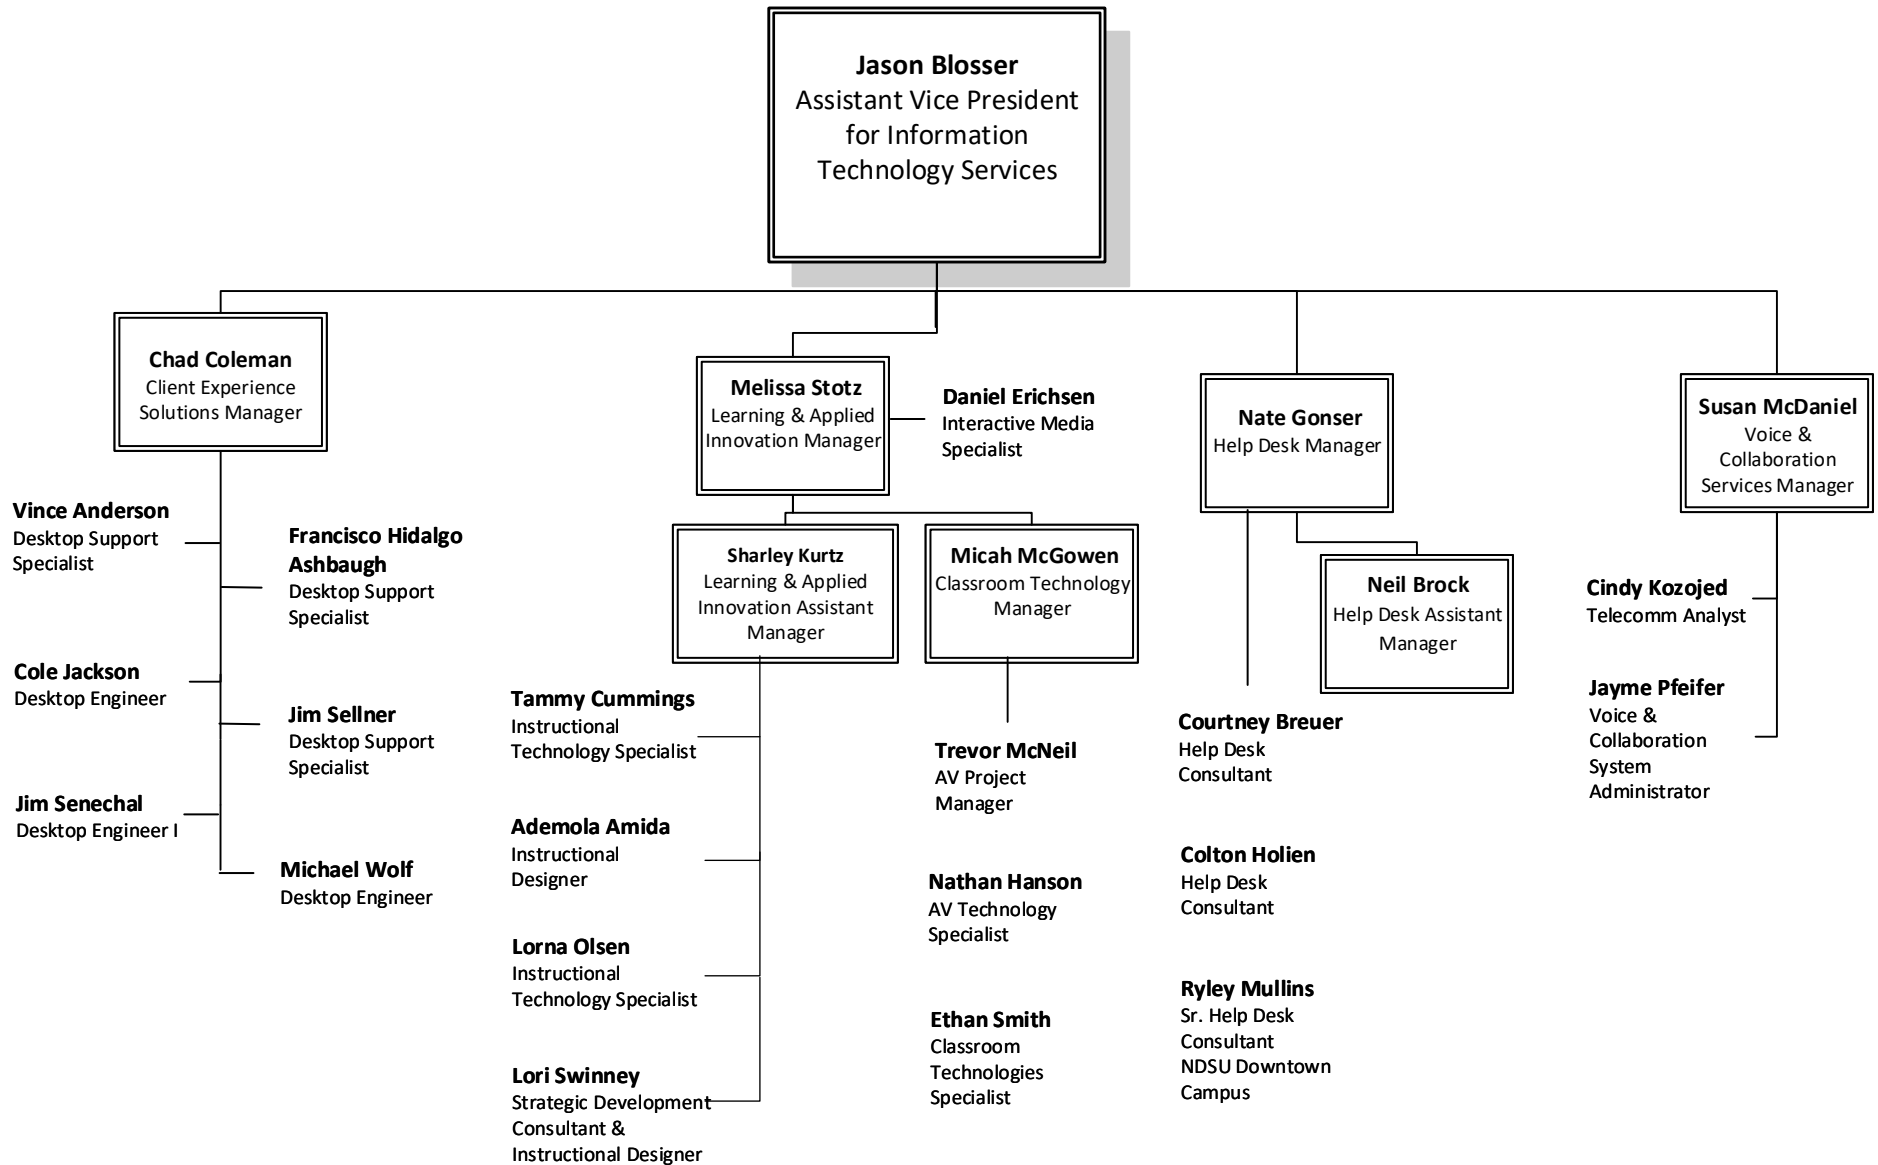 Jason Blosser
Assistant Vice President
for Information
Technology Services
Chad Coleman
Client Experience
Solutions Manager
Vince Anderson
Desktop Support
Specialist
Francisco Hidalgo
Ashbaugh
Desktop Support
Specialist
Cole Jackson
Desktop Engineer
Jim Sellner
Desktop Support
Specialist
Jim Senechal
Desktop Engineer I
Michael Wolf
Desktop Engineer
Melissa Stotz
Learning & Applied
Innovation Manager
Daniel Erichsen
Interactive Media
Specialist
Sharley Kurtz
Learning & Applied
Innovation Assistant
Manager
Tammy Cummings
Instructional
Technology Specialist
Ademola Amida
Instructional
Designer
Lorna Olsen
Instructional
Technology Specialist
Lori Swinney
Strategic Development
Consultant &
Instructional Designer
Micah McGowen
Classroom Technology
Manager
Trevor McNeil
AV Project
Manager
Nathan Hanson
AV Technology
Specialist
Ethan Smith
Classroom
Technologies
Specialist
Nate Gonser
Help Desk Manager
Neil Brock
Help Desk Assistant
Manager
Courtney Breuer
Help Desk
Consultant
Colton Holien
Help Desk
Consultant
Ryley Mullins
Sr. Help Desk
Consultant
NDSU Downtown
Campus
Susan McDaniel
Voice &
Collaboration
Services Manager
Cindy Kozojed
Telecomm Analyst
Jayme Pfeifer
Voice &
Collaboration
System
Administrator